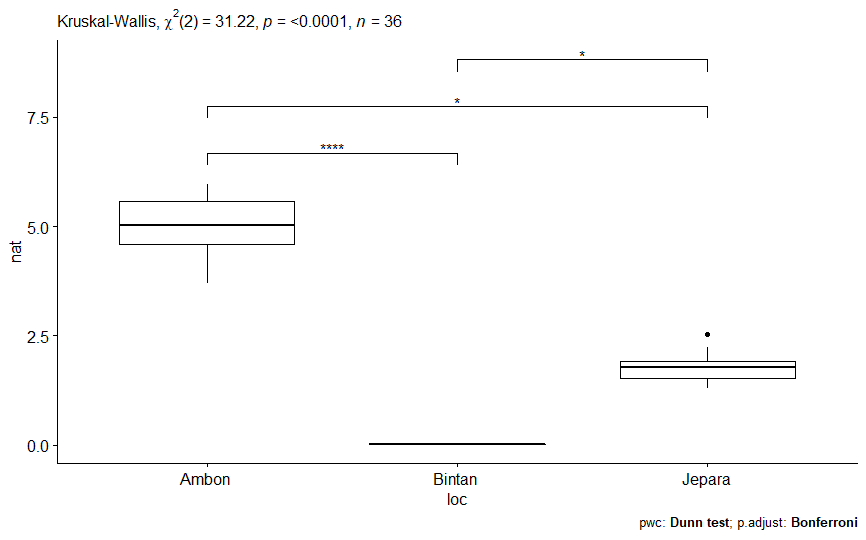 Kruskal-Wallis, χ²(2) = 31.22, p = <0.0001, n = 36
*
*
****
7.5
5.0
2.5
0.0
nat
Ambon Bintan Jepara
loc
pwc: Dunn test; p.adjust: Bonferroni